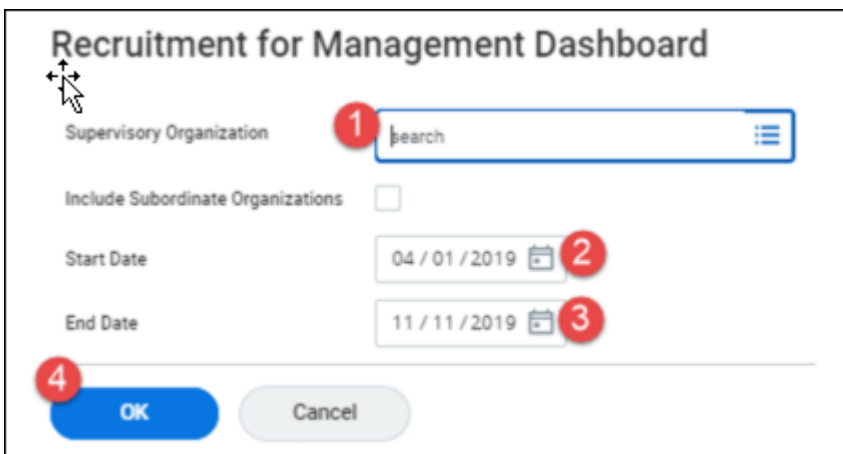 Recruitment for Management Dashboard
Supervisory Organization 1 search
Include Subordinate Organizations
Start Date 04 / 01 / 2019 2
End Date 11 / 11 / 2019 3
4
OK Cancel